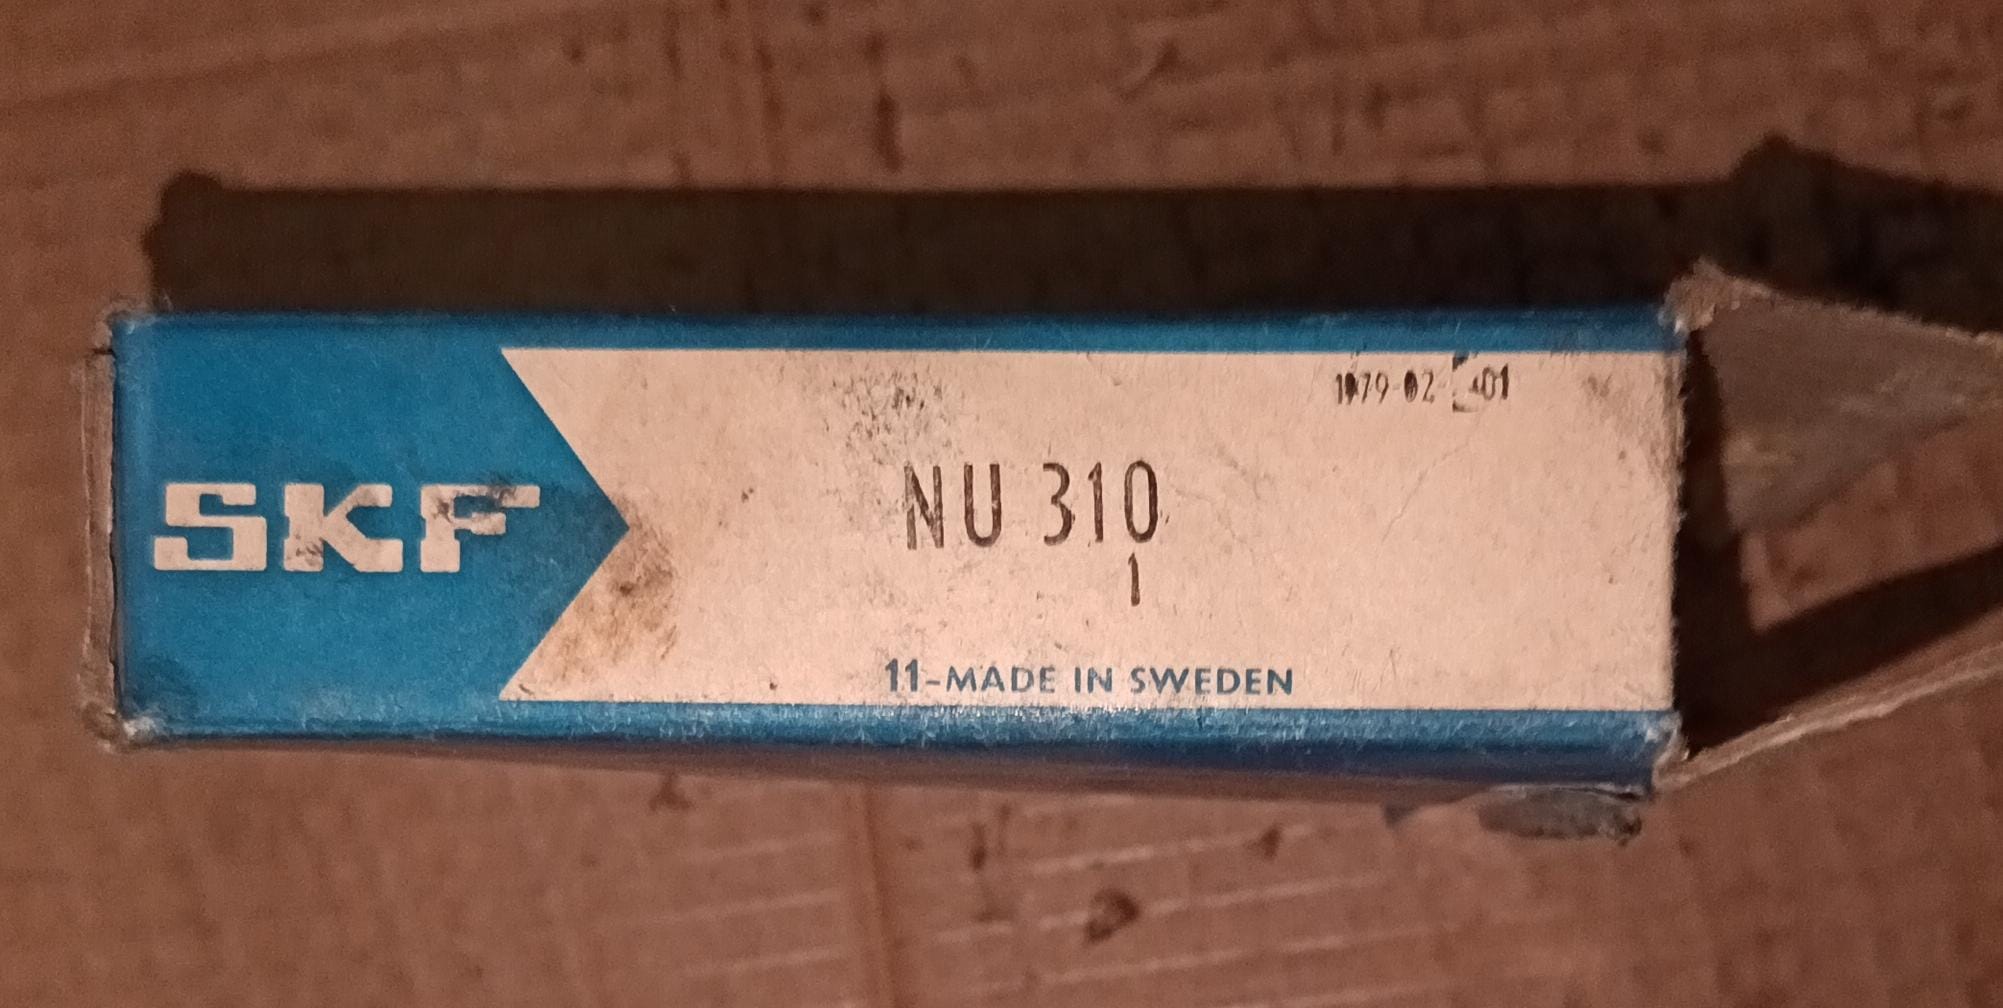 SKF
NU 310
1
11-MADE IN SWEDEN